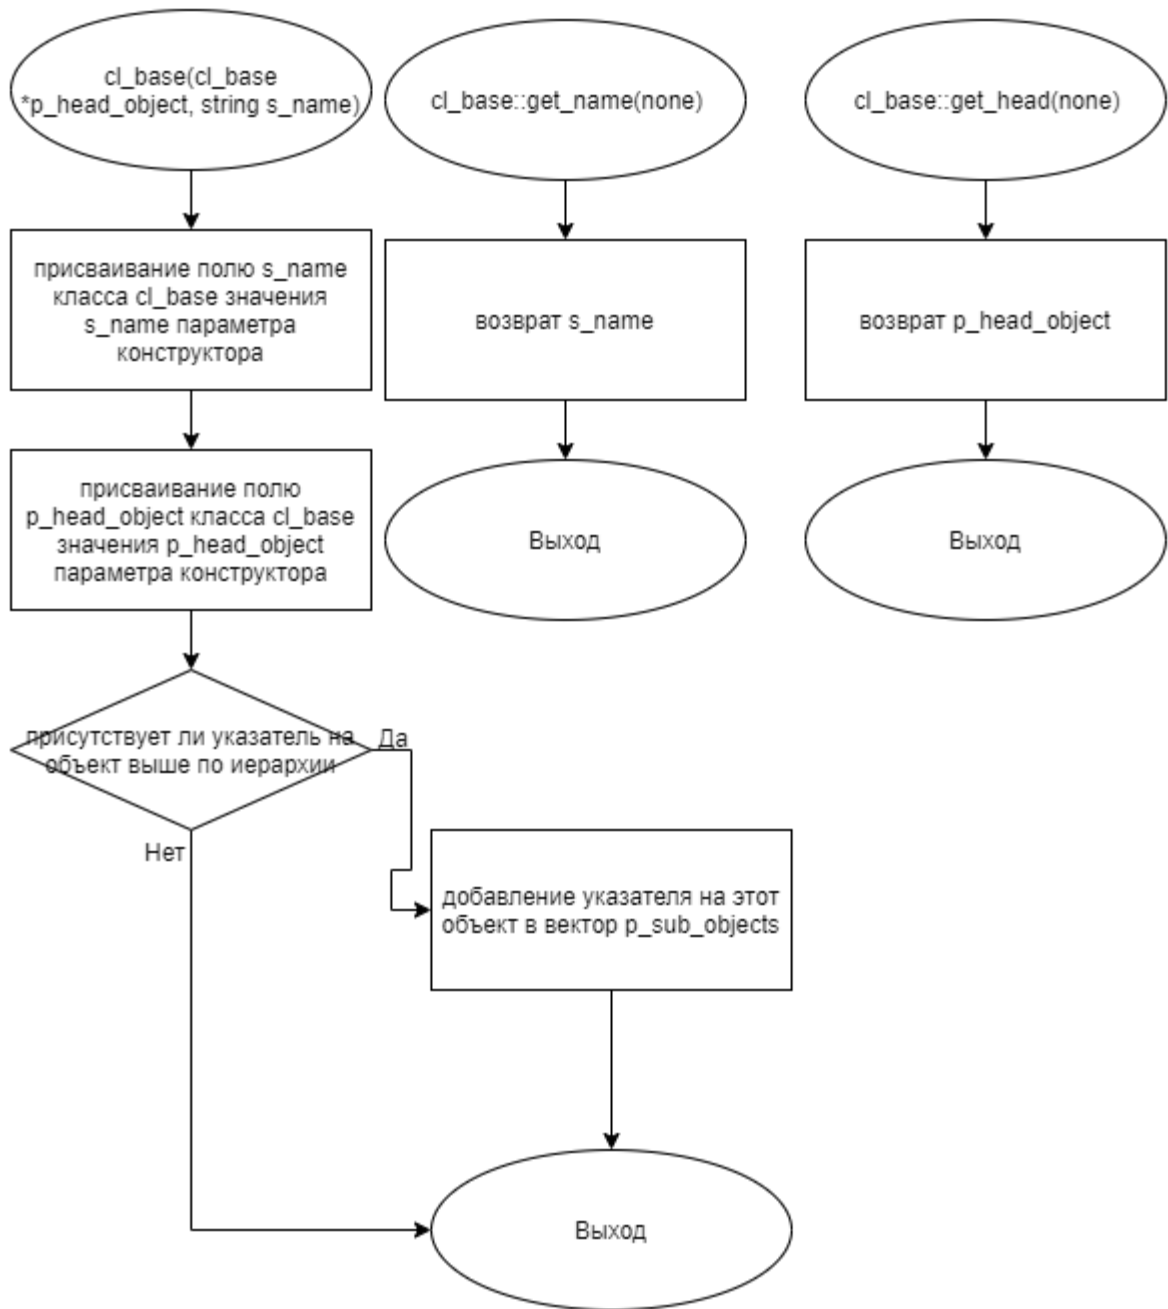 cl_base(cl_base
*p_head_object, string s_name)
присваивание полю s_name
класса cl_base значения
s_name параметра
конструктора
присваивание полю
p_head_object класса cl_base
значения p_head_object
параметра конструктора
присутствует ли указатель на
объект выше по иерархии
Да
Нет
добавление указателя на этот
объект в вектор p_sub_objects
Выход
cl_base::get_name(none)
возврат s_name
Выход
cl_base::get_head(none)
возврат p_head_object
Выход